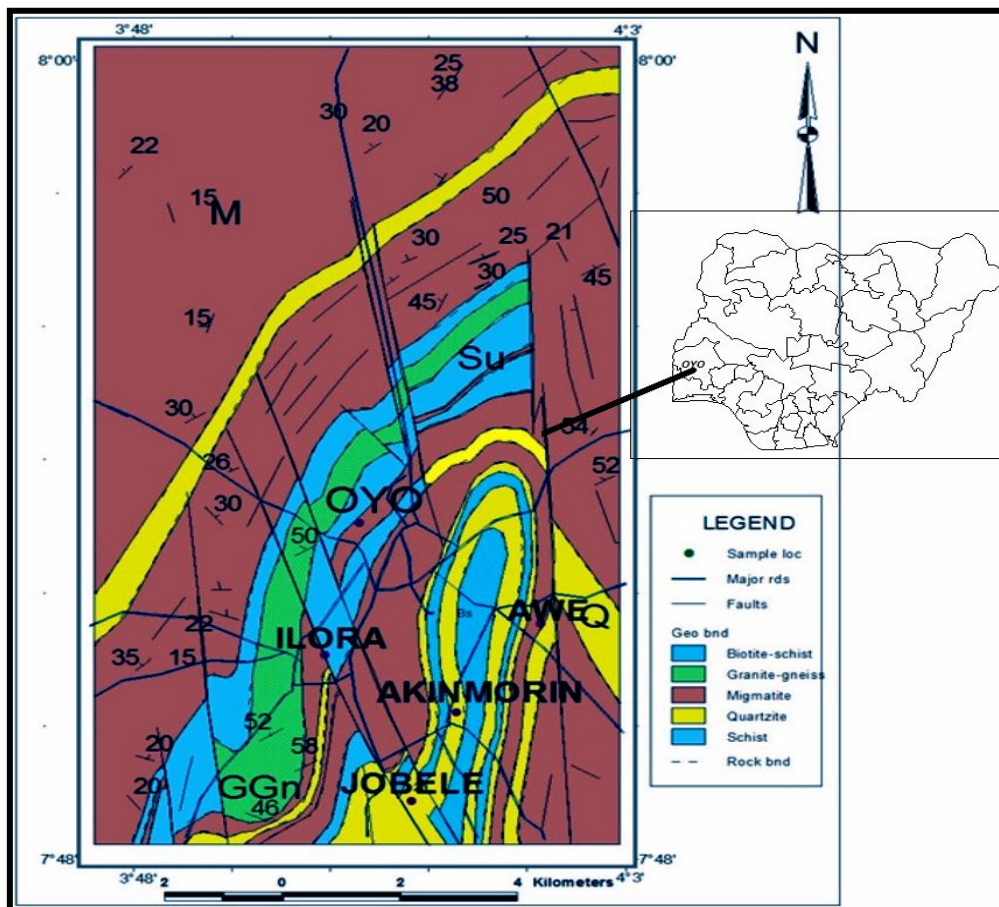 3°48'
4°3'
N
8°00'
8°00'
25
38
30
20
22
15
M
50
30
25
21
30
45
45
15
Su
OYO
30
54
26
52
30
OYO
50
LEGEND
Sample loc
Major rds
Faults
Geo bnd
Biotite-schist
Granite-gneiss
Migmatite
Quartzite
Schist
Rock bnd
Bs
AWE
Q
22
ILORA
35
15
AKINMORIN
52
58
20
JOBELE
20
GGn
46
7°48'
7°48'
3°48'
4°3'
2
0
2
4
Kilometers